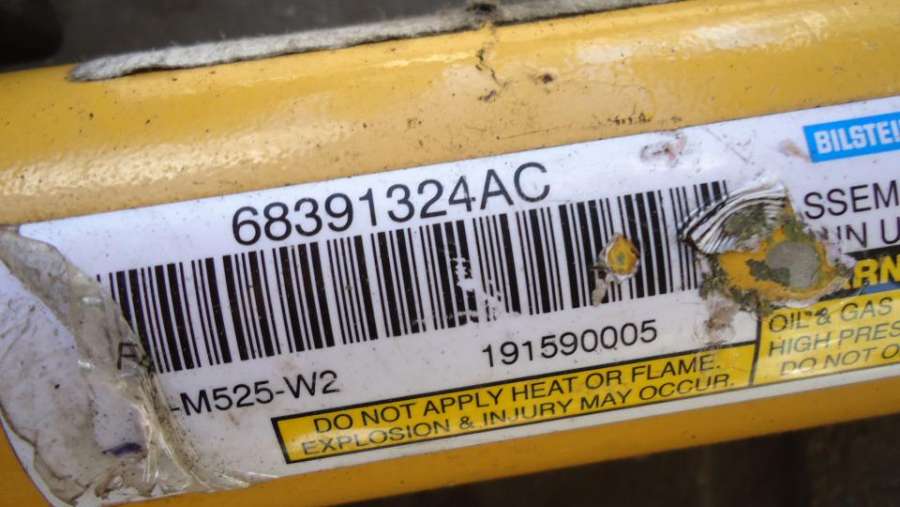 68391324AC
-M525-W2
191590005
DO NOT APPLY HEAT OR FLAME.
EXPLOSION & INJURY MAY OCCUR.
BILSTEI
SSEM
IN U
ARN
OIL & GAS
HIGH PRES
DO NOT O